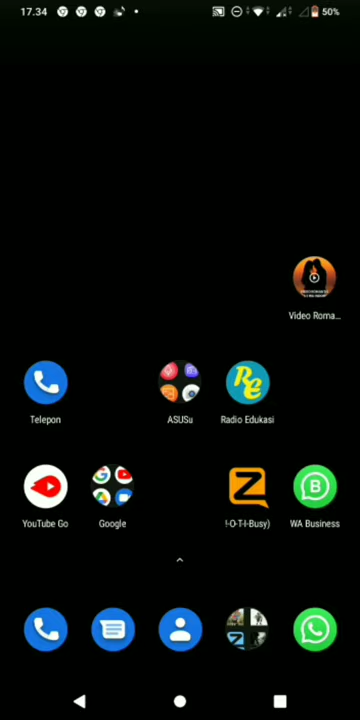 17.34
50%
Video Roma...
Telepon
ASUSu
Radio Edukasi
YouTube Go
Google
!-O-T-I-Busy)
WA Business